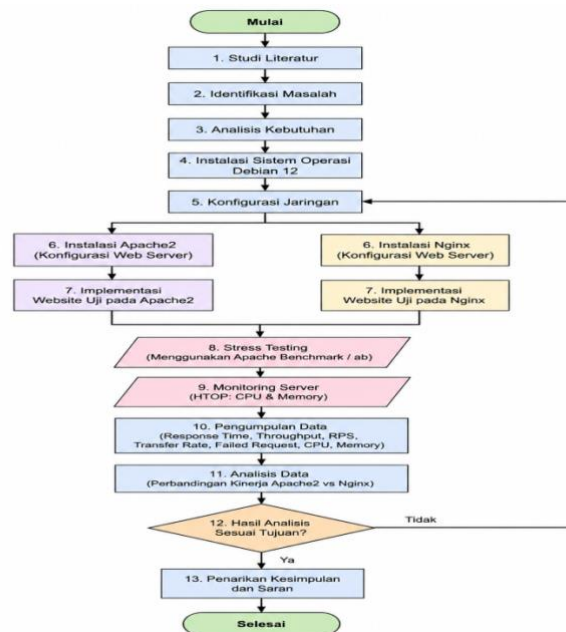 Mulai
1. Studi Literatur
2. Identifikasi Masalah
3. Analisis Kebutuhan
4. Instalasi Sistem Operasi
Debian 12
5. Konfigurasi Jaringan
6. Instalasi Apache2
(Konfigurasi Web Server)
6. Instalasi Nginx
(Konfigurasi Web Server)
7. Implementasi
Website Uji pada Apache2
7. Implementasi
Website Uji pada Nginx
8. Stress Testing
(Menggunakan Apache Benchmark / ab)
9. Monitoring Server
(HTOP: CPU & Memory)
10. Pengumpulan Data
(Response Time, Throughput, RPS,
Transfer Rate, Failed Request, CPU, Memory)
11. Analisis Data
(Perbandingan Kinerja Apache2 vs Nginx)
12. Hasil Analisis
Sesuai Tujuan?
Tidak
Ya
13. Penarikan Kesimpulan
dan Saran
Selesai